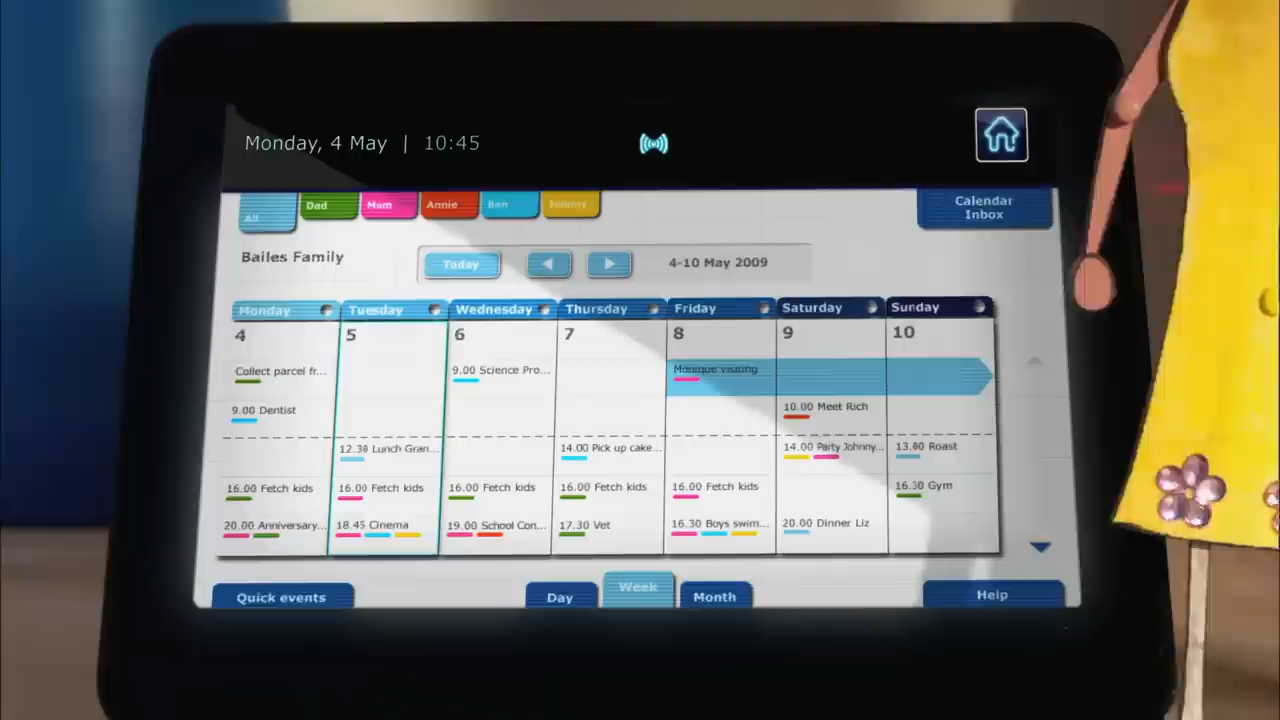 Monday, 4 May | 10:45
All Dad Mum Annie Ben Johnny
Calendar
Inbox
Bailes Family
Today
4-10 May 2009
Monday Tuesday Wednesday Thursday Friday Saturday Sunday
4 5 6 7 8 9 10
Collect parcel fr... 9.00 Science Pro... Monique visiting
9.00 Dentist 10.00 Meet Rich
12.30 Lunch Gran... 14.00 Pick up cake... 14.00 Party Johnny... 13.00 Roast
16.00 Fetch kids 16.00 Fetch kids 16.00 Fetch kids 16.00 Fetch kids 16.00 Fetch kids 16.30 Gym
20.00 Anniversary... 18.45 Cinema 19.00 School Con... 17.30 Vet 16.30 Boys swim... 20.00 Dinner Liz
Quick events Day Week Month Help